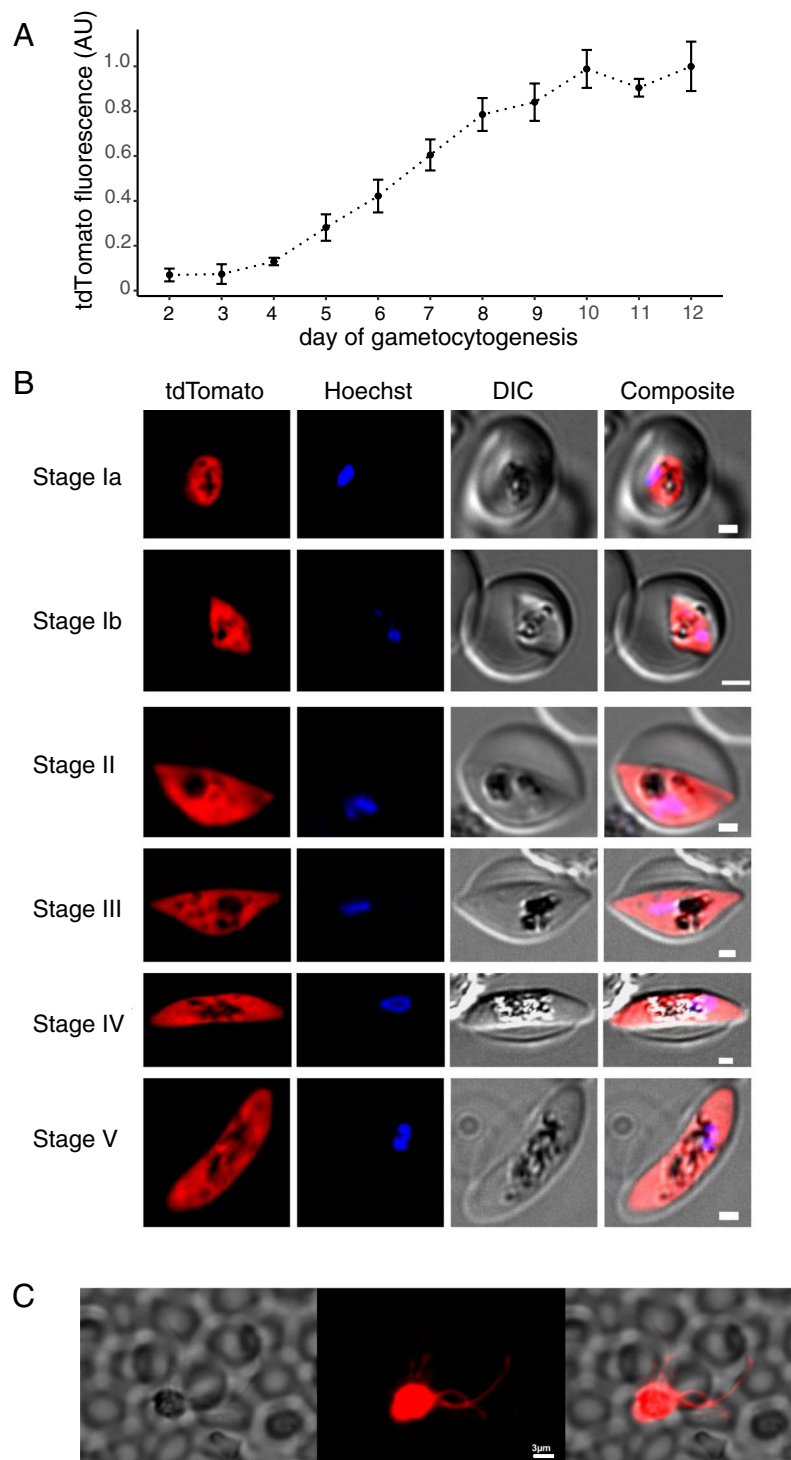 A
tdTomato fluorescence (AU)
1.0
0.8
0.6
0.4
0.2
0
2 3 4 5 6 7 8 9 10 11 12
day of gametocytogenesis
B
tdTomato Hoechst DIC Composite
Stage Ia
Stage Ib
Stage II
Stage III
Stage IV
Stage V
C
3µm